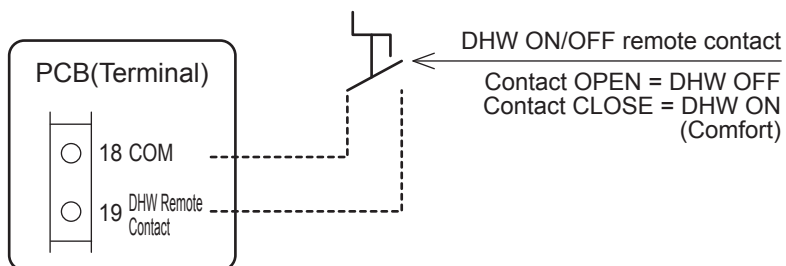 PCB(Terminal)
18 COM
19 DHW Remote
Contact
DHW ON/OFF remote contact
Contact OPEN = DHW OFF
Contact CLOSE = DHW ON
(Comfort)